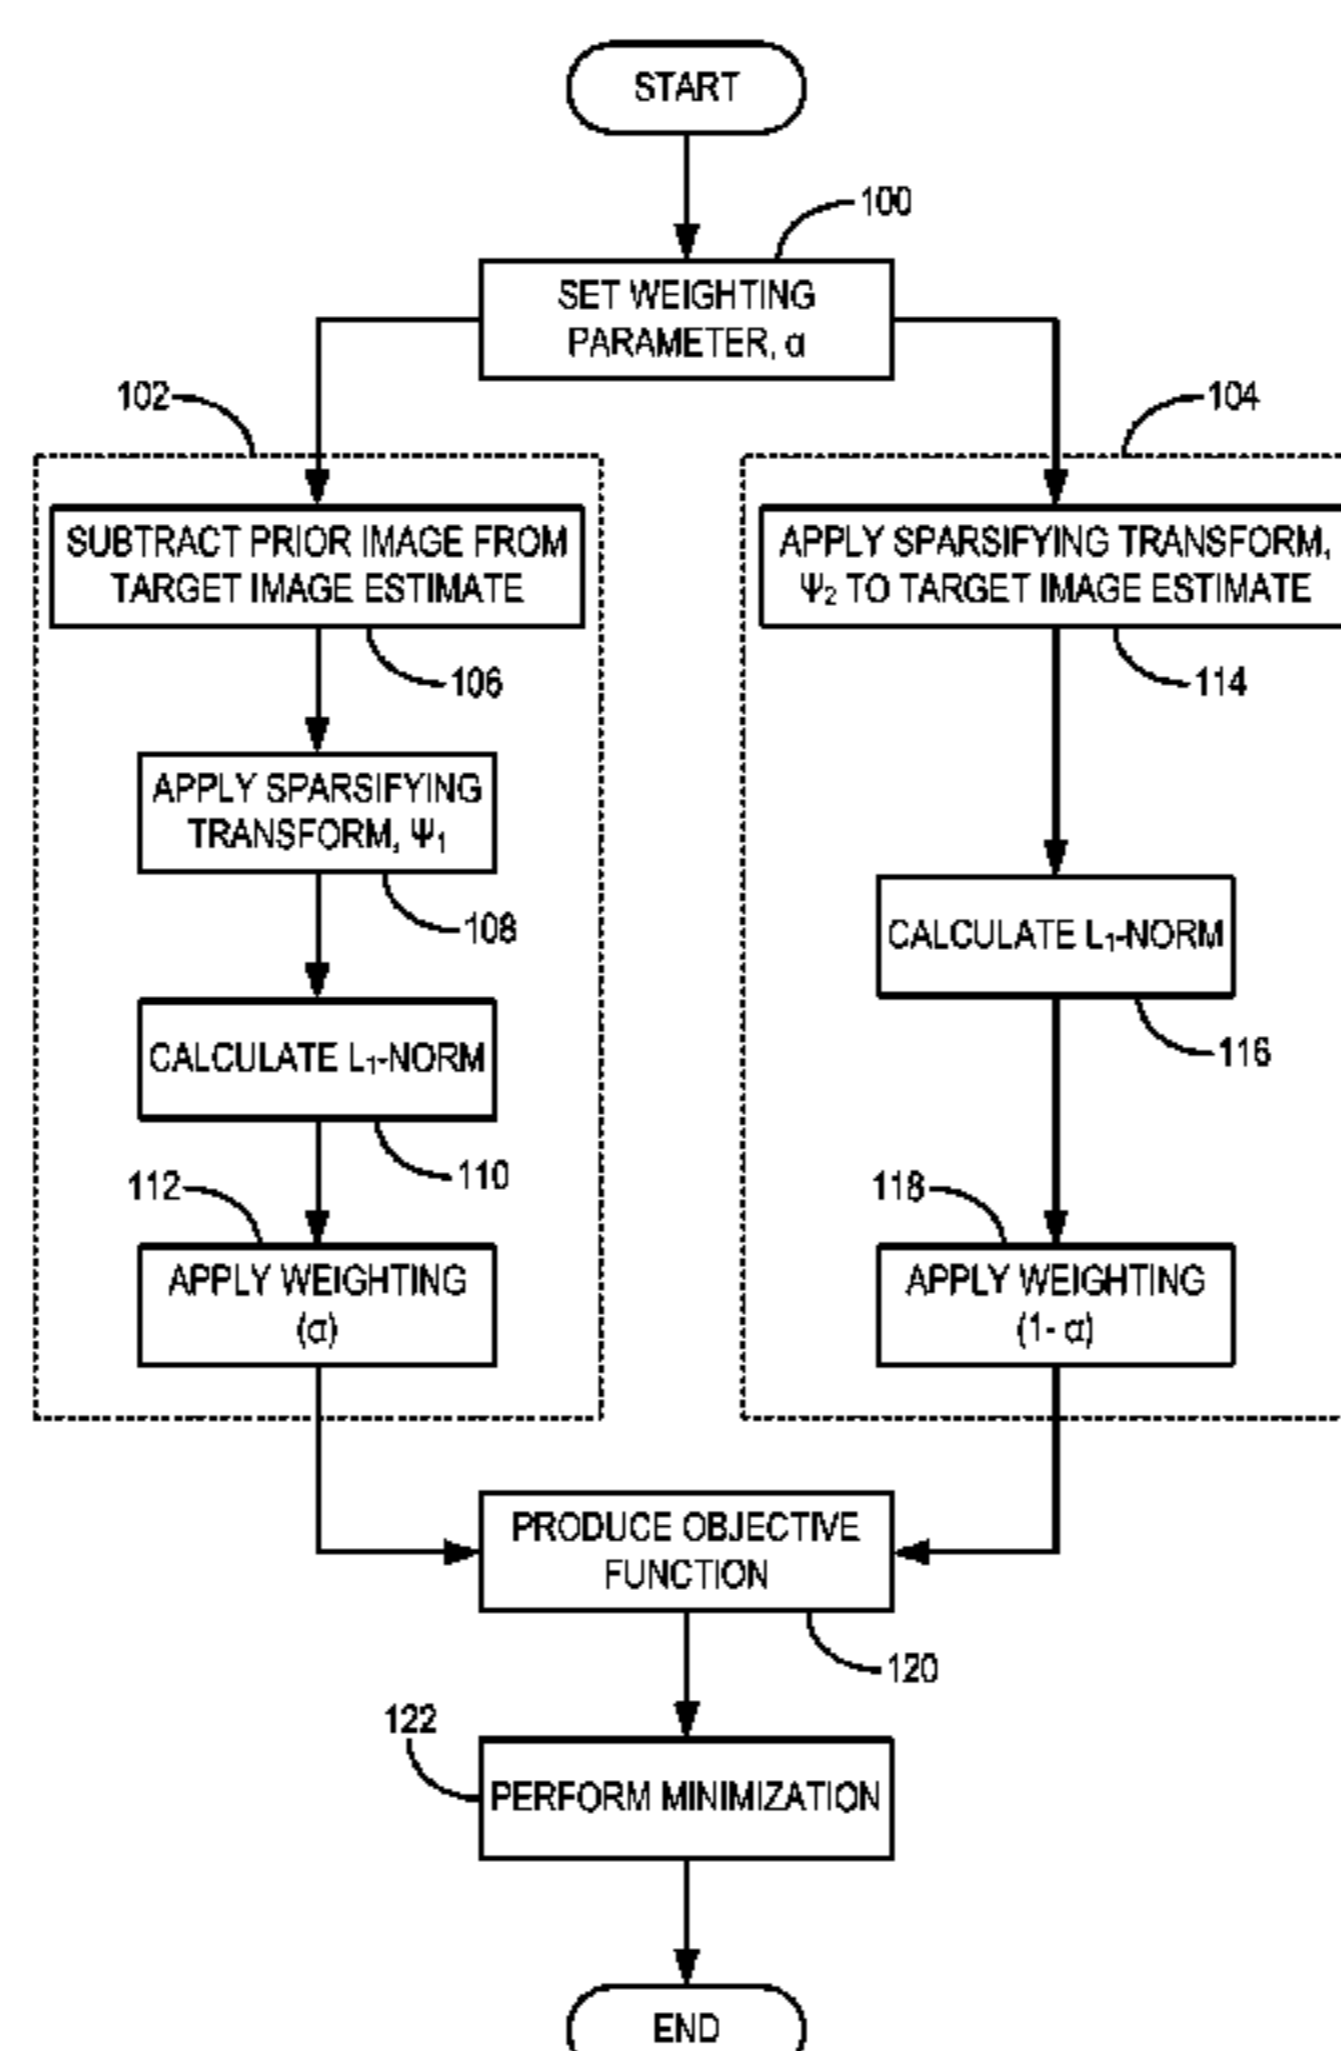 START
100
SET WEIGHTING
PARAMETER, α
102
104
SUBTRACT PRIOR IMAGE FROM
TARGET IMAGE ESTIMATE
APPLY SPARSIFYING TRANSFORM,
Ψ₂ TO TARGET IMAGE ESTIMATE
106
114
APPLY SPARSIFYING
TRANSFORM, Ψ₁
108
CALCULATE L₁-NORM
116
CALCULATE L₁-NORM
110
112
118
APPLY WEIGHTING
(α)
APPLY WEIGHTING
(1- α)
PRODUCE OBJECTIVE
FUNCTION
120
122
PERFORM MINIMIZATION
END